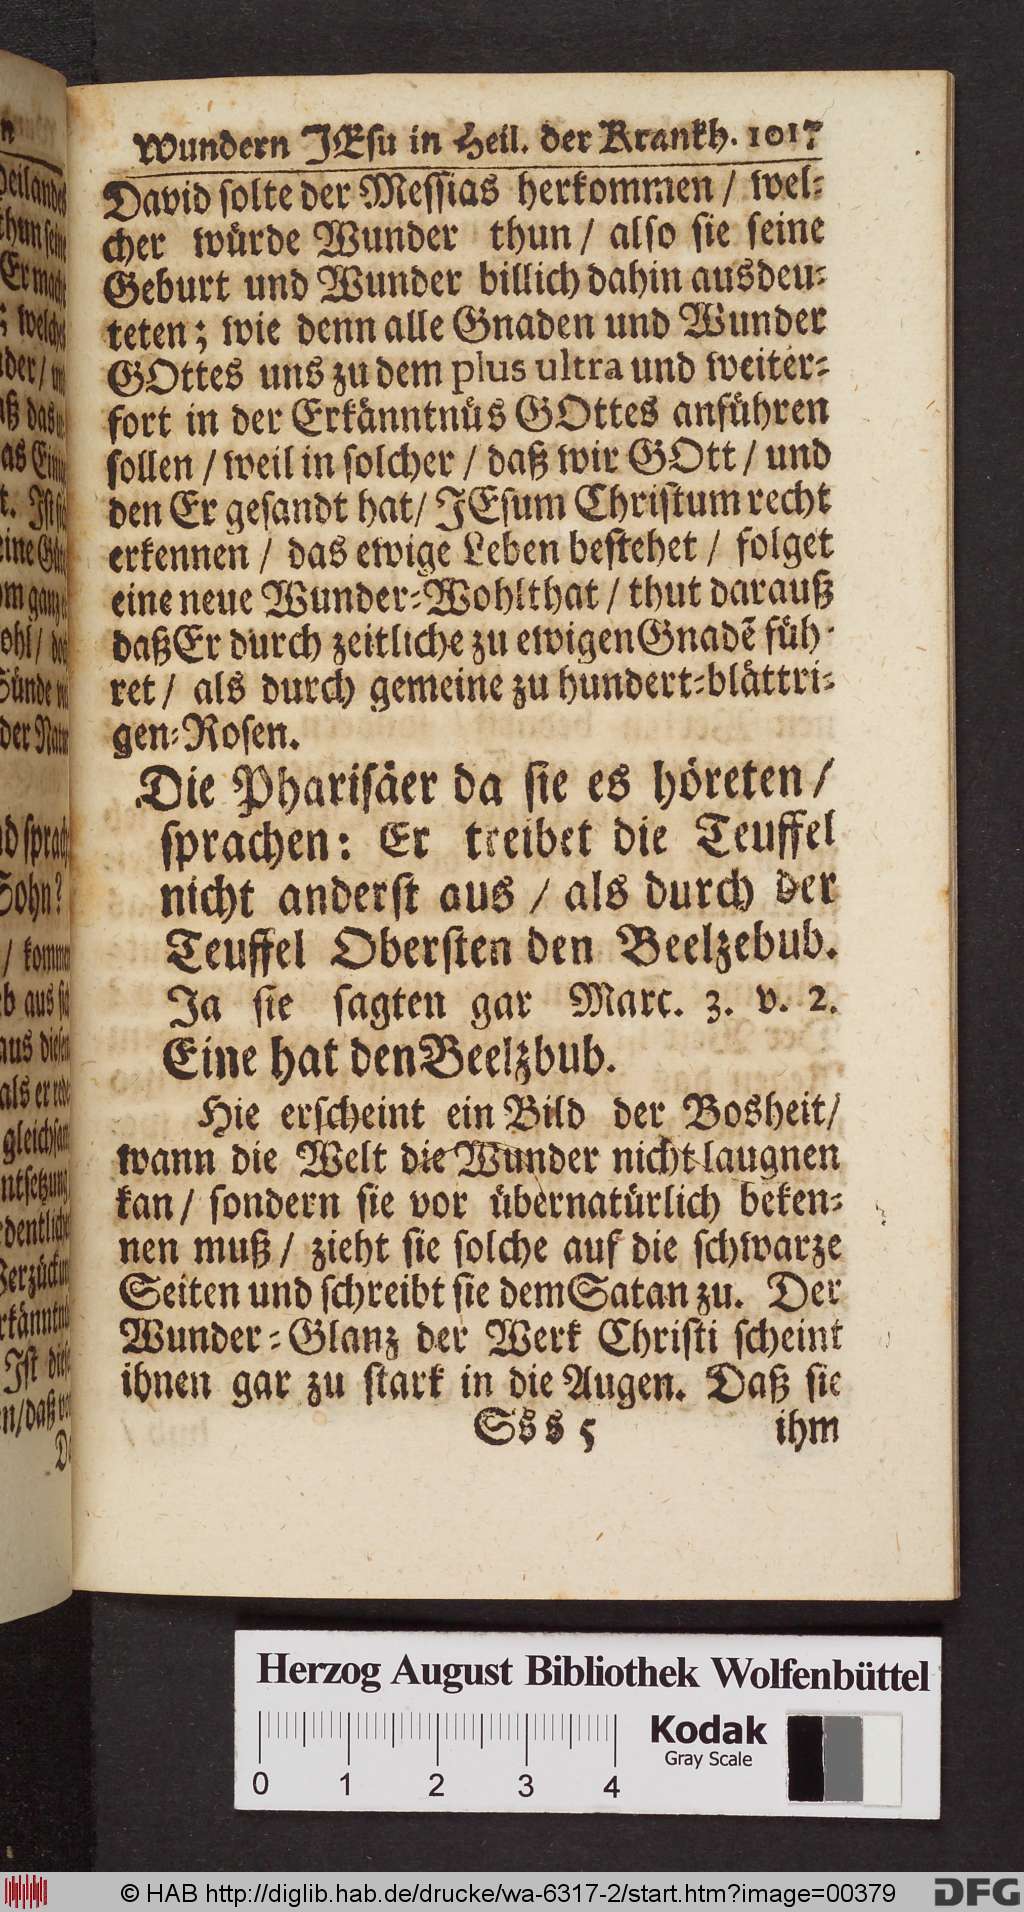 Wundern JEsu in Heil. der Krankh. 1017
David solte der Messias herkommen / wel-
cher würde Wunder thun / also sie seine
Geburt und Wunder billich dahin ausdeu-
teten; wie denn alle Gnaden und Wunder
GOttes uns zu dem plus ultra und weiter-
fort in der Erkänntnüs GOttes anführen
sollen / weil in solcher / daß wir GOtt / und
den Er gesandt hat / JEsum Christum recht
erkennen / das ewige Leben bestehet / folget
eine neue Wunder-Wohlthat / thut darauß
daß Er durch zeitliche zu ewigen Gnadẽ füh-
ret / als durch gemeine zu hundert-blättri-
gen-Rosen.
Die Pharisäer da sie es höreten /
sprachen: Er treibet die Teuffel
nicht anderst aus / als durch der
Teuffel Obersten den Beelzebub.
Ja sie sagten gar Marc. 3. v. 2.
Eine hat den Beelzbub.
Hie erscheint ein Bild der Bosheit /
wann die Welt die Wunder nicht laugnen
kan / sondern sie vor übernatürlich beken-
nen muß / zieht sie solche auf die schwarze
Seiten und schreibt sie dem Satan zu. Der
Wunder-Glanz der Werk Christi scheint
ihnen gar zu stark in die Augen. Daß sie
Sss 5 ihm
Herzog August Bibliothek Wolfenbüttel
0 1 2 3 4
Kodak
Gray Scale
© HAB http://diglib.hab.de/drucke/wa-6317-2/start.htm?image=00379
DFG